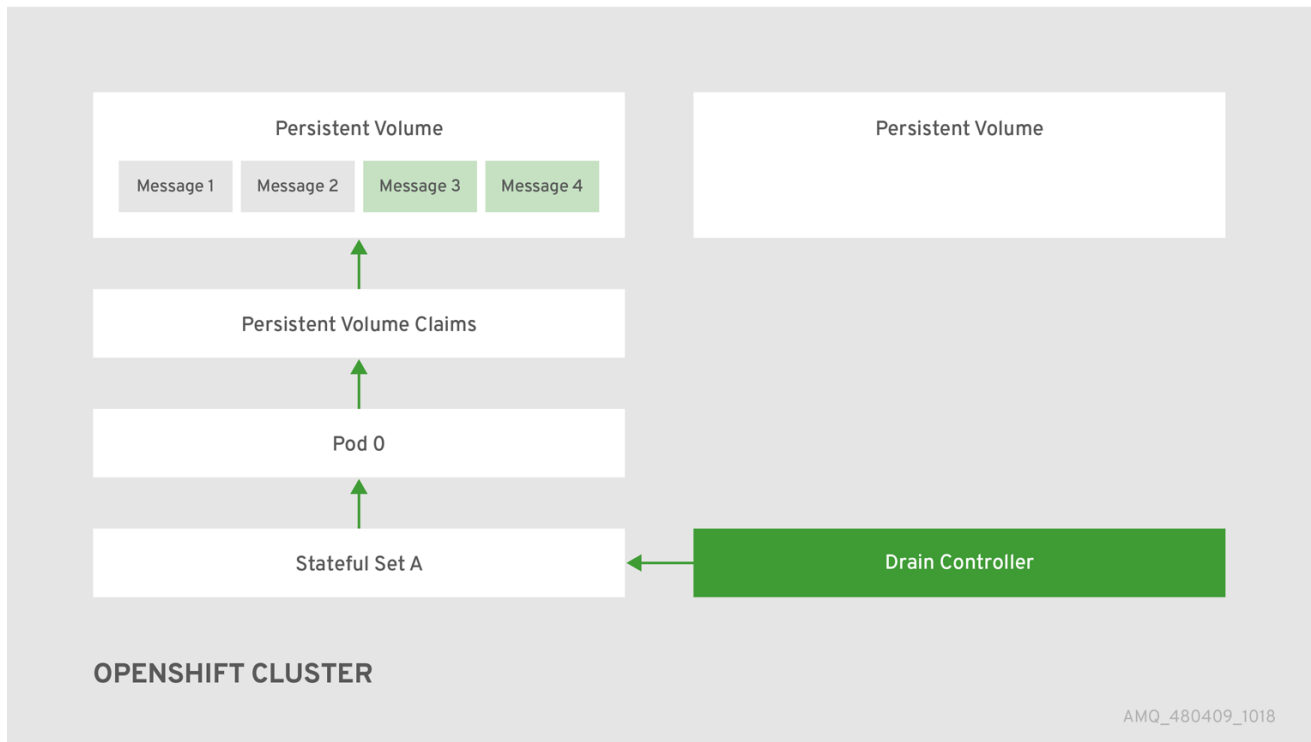 Persistent Volume
Message 1
Message 2
Message 3
Message 4
Persistent Volume
Persistent Volume Claims
Pod 0
Stateful Set A
Drain Controller
OPENSHIFT CLUSTER
AMQ_480409_1018